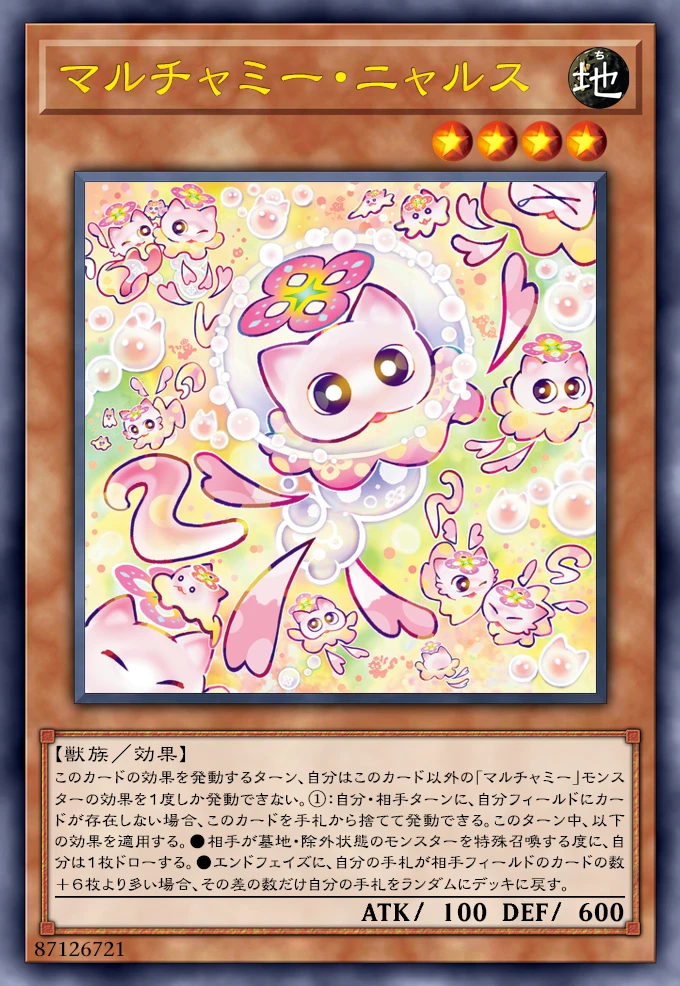 マルチャミー・ニャルス
地
ち
【獣族／効果】
このカードの効果を発動するターン、自分はこのカード以外の「マルチャミー」モンス
ターの効果を1度しか発動できない。①：自分・相手ターンに、自分フィールドにカー
ドが存在しない場合、このカードを手札から捨てて発動できる。このターン中、以下
の効果を適用する。●相手が墓地・除外状態のモンスターを特殊召喚する度に、自
分は1枚ドローする。●エンドフェイズに、自分の手札が相手フィールドのカードの数
＋6枚より多い場合、その差の数だけ自分の手札をランダムにデッキに戻す。
ATK/ 100 DEF/ 600
87126721